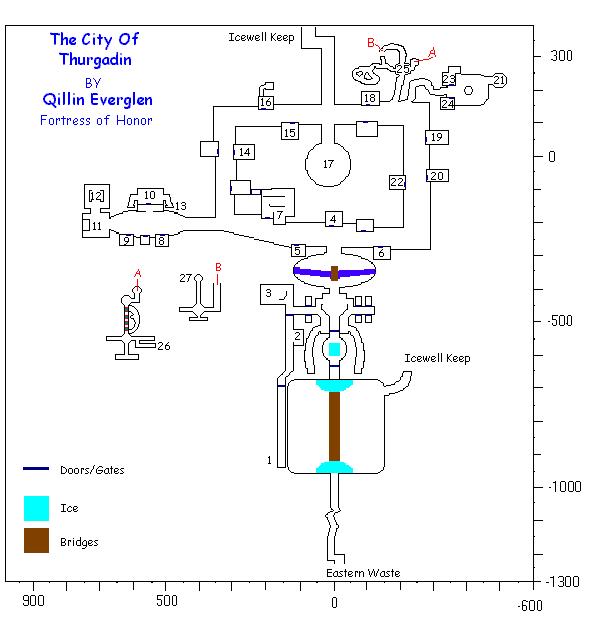 The City Of
Thurgadin
BY
Qillin Everglen
Fortress of Honor
Icewell Keep
B
A
25
23
21
24
18
16
19
15
14
17
20
22
12
10
13
11
7
4
9
8
5
6
A
27
B
3
26
2
Icewell Keep
1
Doors/Gates
Ice
Bridges
Eastern Waste
300
0
-500
-1000
-1300
900
500
0
-600